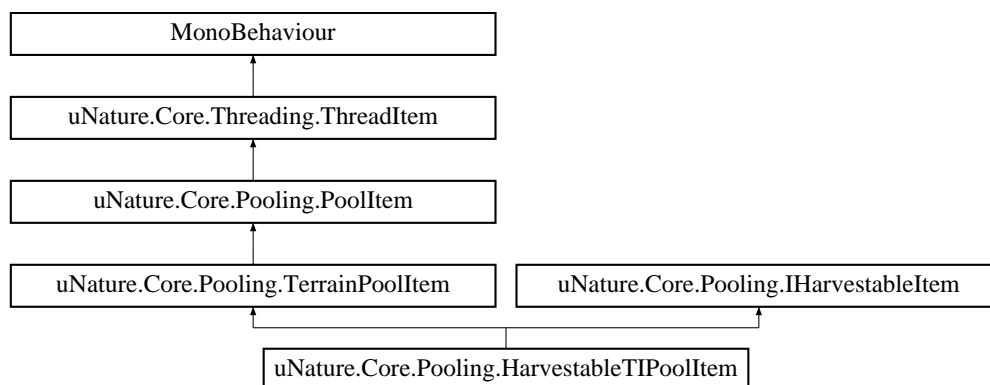 MonoBehaviour
uNature.Core.Threading.ThreadItem
uNature.Core.Pooling.PoolItem
uNature.Core.Pooling.TerrainPoolItem
uNature.Core.Pooling.IHarvestableItem
uNature.Core.Pooling.HarvestableTIPoolItem